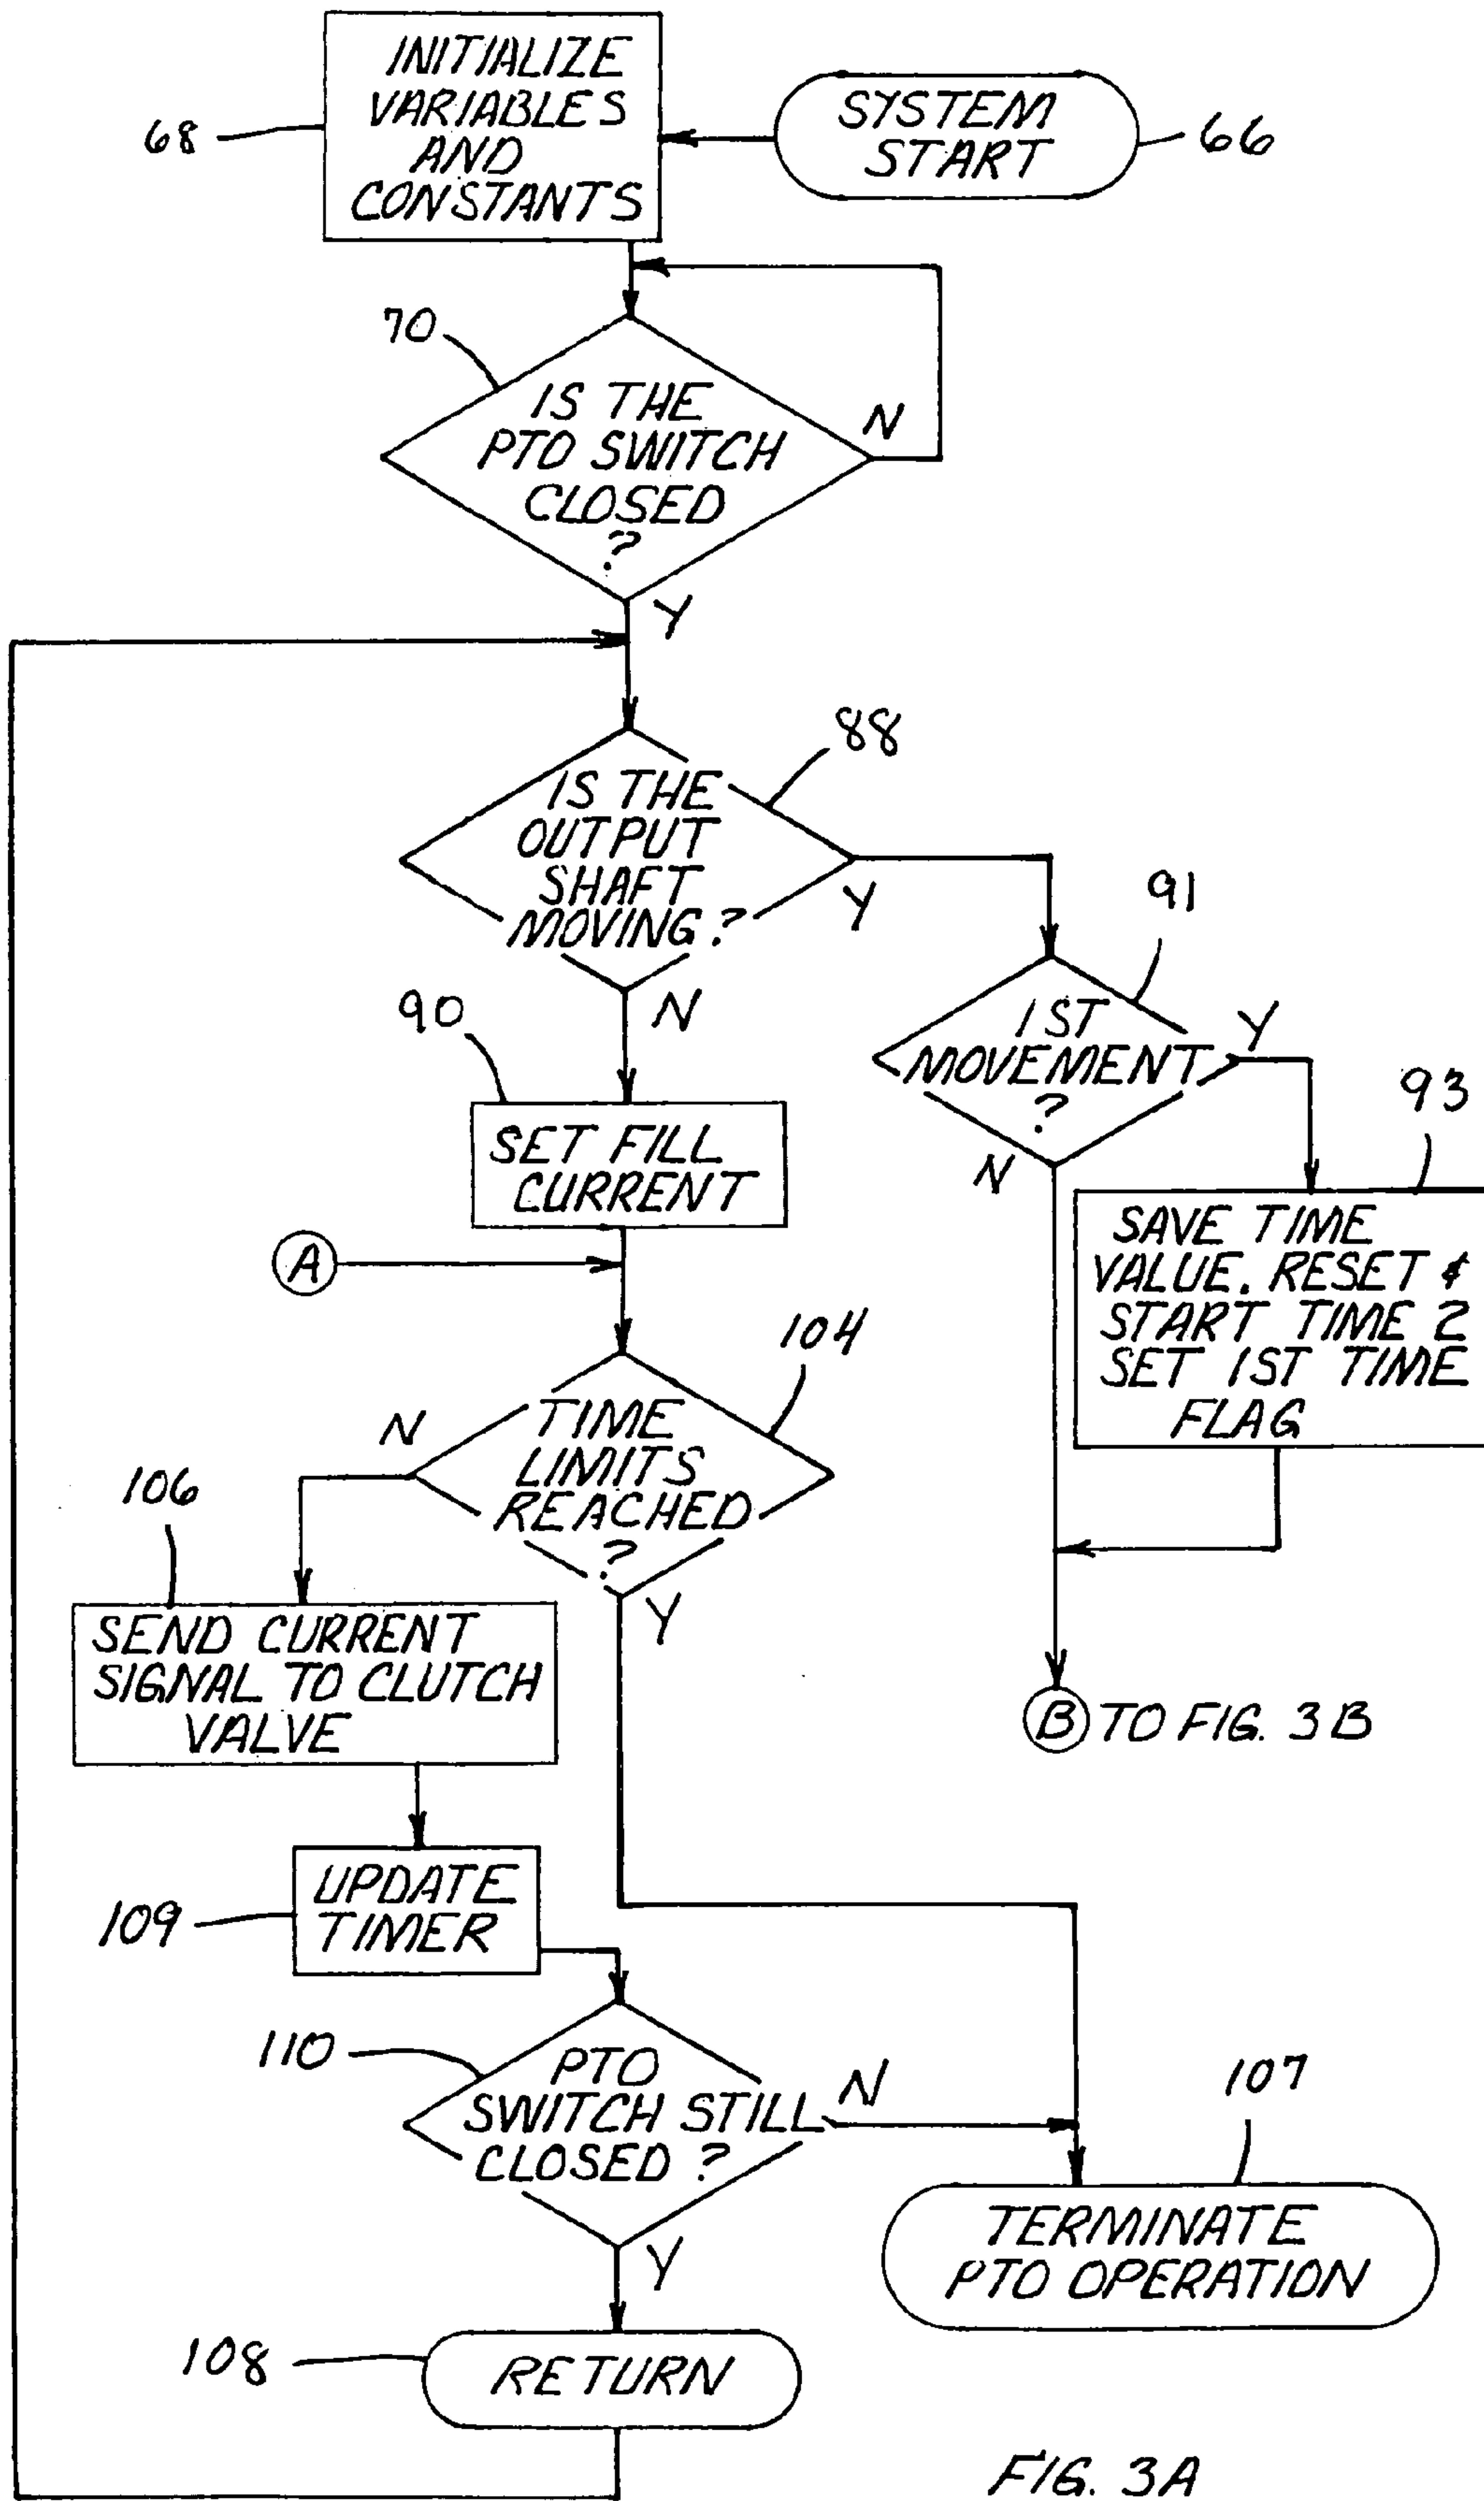 INITIALIZE
VARIABLES
AND
CONSTANTS
68
SYSTEM
START
66
70
IS THE
PTO SWITCH
CLOSED
?
N
Y
88
IS THE
OUTPUT
SHAFT
MOVING?
Y
N
91
1ST
MOVEMENT
?
Y
N
90
SET FILL
CURRENT
93
SAVE TIME
VALUE. RESET &
START TIME 2
SET 1ST TIME
FLAG
A
104
TIME
LIMITS
REACHED
?
N
Y
106
SEND CURRENT
SIGNAL TO CLUTCH
VALVE
B TO FIG. 3B
109
UPDATE
TIMER
110
PTO
SWITCH STILL
CLOSED ?
N
Y
107
TERMINATE
PTO OPERATION
108
RETURN
FIG. 3A